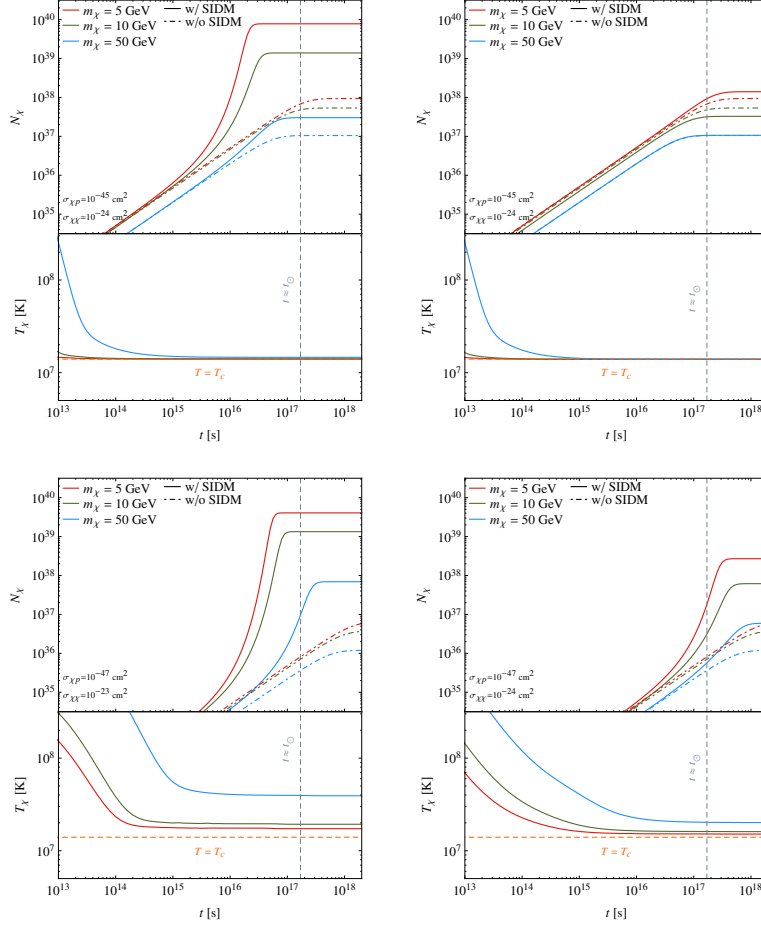 m_χ = 5 GeV — w/ SIDM
m_χ = 10 GeV -·- w/o SIDM
m_χ = 50 GeV
10^40
10^39
10^38
10^37
10^36
10^35
N_χ
σ_χp=10^-45 cm^2
σ_χχ=10^-24 cm^2
10^8
10^7
T_χ [K]
t ≈ t_⊙
T = T_c
10^13 10^14 10^15 10^16 10^17 10^18
t [s]
m_χ = 5 GeV — w/ SIDM
m_χ = 10 GeV -·- w/o SIDM
m_χ = 50 GeV
10^40
10^39
10^38
10^37
10^36
10^35
N_χ
σ_χp=10^-45 cm^2
σ_χχ=10^-24 cm^2
10^8
10^7
T_χ [K]
t ≈ t_⊙
T = T_c
10^13 10^14 10^15 10^16 10^17 10^18
t [s]
m_χ = 5 GeV — w/ SIDM
m_χ = 10 GeV -·- w/o SIDM
m_χ = 50 GeV
10^40
10^39
10^38
10^37
10^36
10^35
N_χ
σ_χp=10^-47 cm^2
σ_χχ=10^-23 cm^2
10^8
10^7
T_χ [K]
t ≈ t_⊙
T = T_c
10^13 10^14 10^15 10^16 10^17 10^18
t [s]
m_χ = 5 GeV — w/ SIDM
m_χ = 10 GeV -·- w/o SIDM
m_χ = 50 GeV
10^40
10^39
10^38
10^37
10^36
10^35
N_χ
σ_χp=10^-47 cm^2
σ_χχ=10^-24 cm^2
10^8
10^7
T_χ [K]
t ≈ t_⊙
T = T_c
10^13 10^14 10^15 10^16 10^17 10^18
t [s]